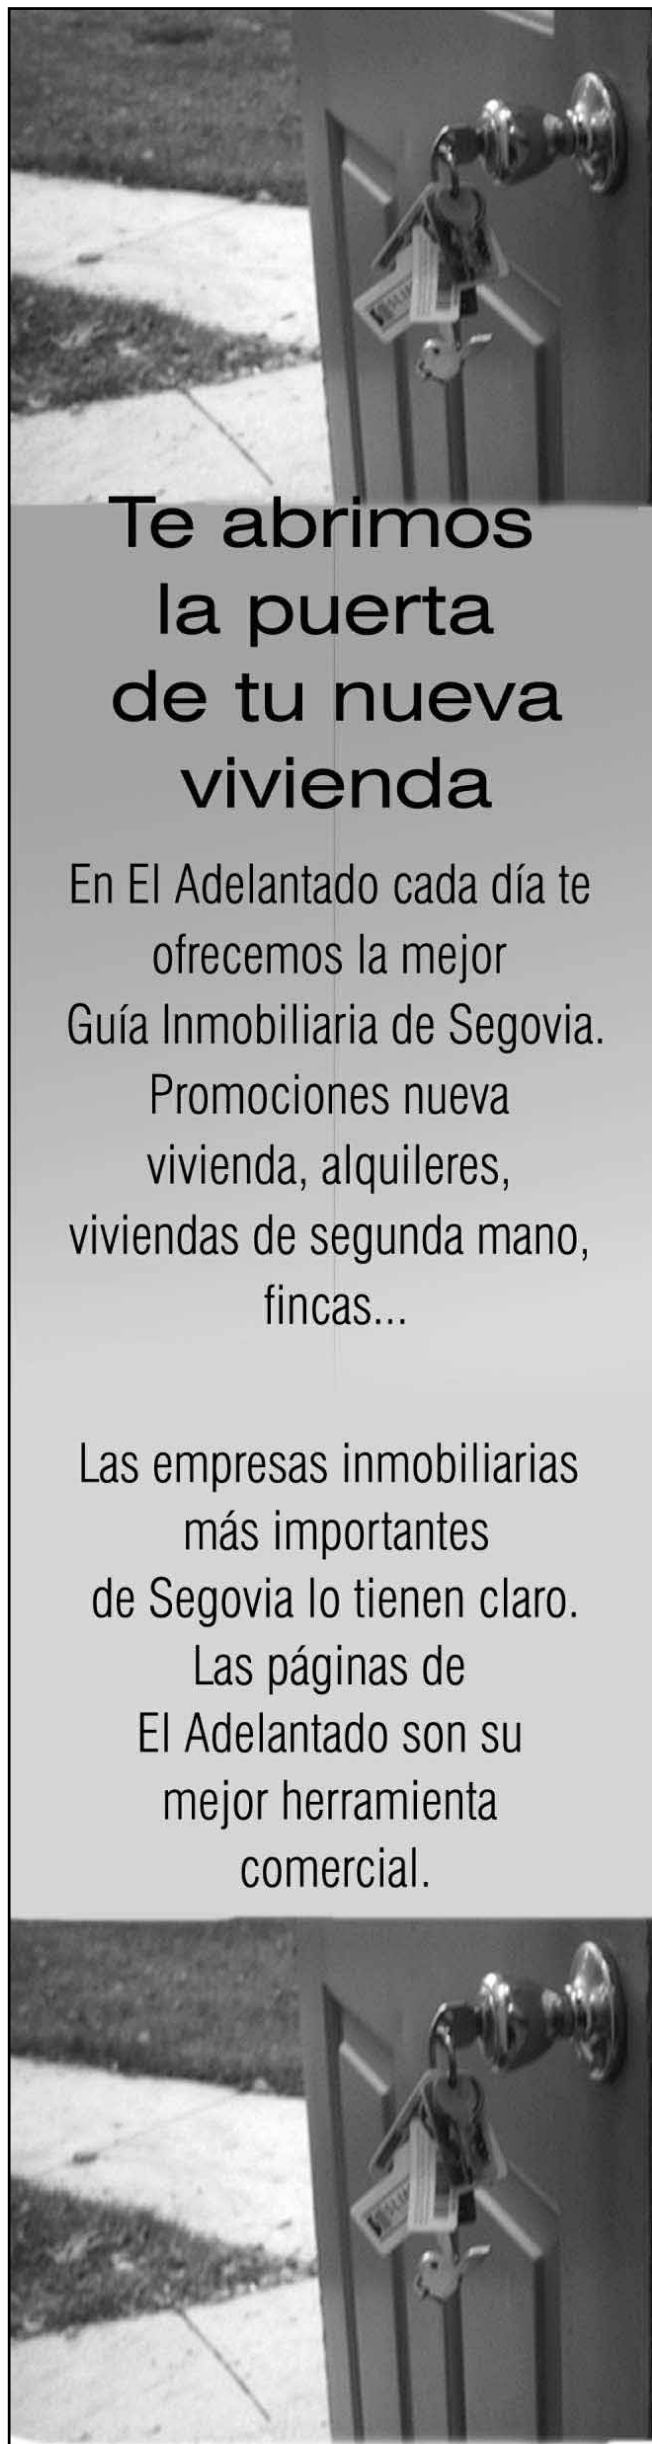 Te abrimos
la puerta
de tu nueva
vivienda
En El Adelantado cada día te
ofrecemos la mejor
Guía Inmobiliaria de Segovia.
Promociones nueva
vivienda, alquileres,
viviendas de segunda mano,
fincas...
Las empresas inmobiliarias
más importantes
de Segovia lo tienen claro.
Las páginas de
El Adelantado son su
mejor herramienta
comercial.